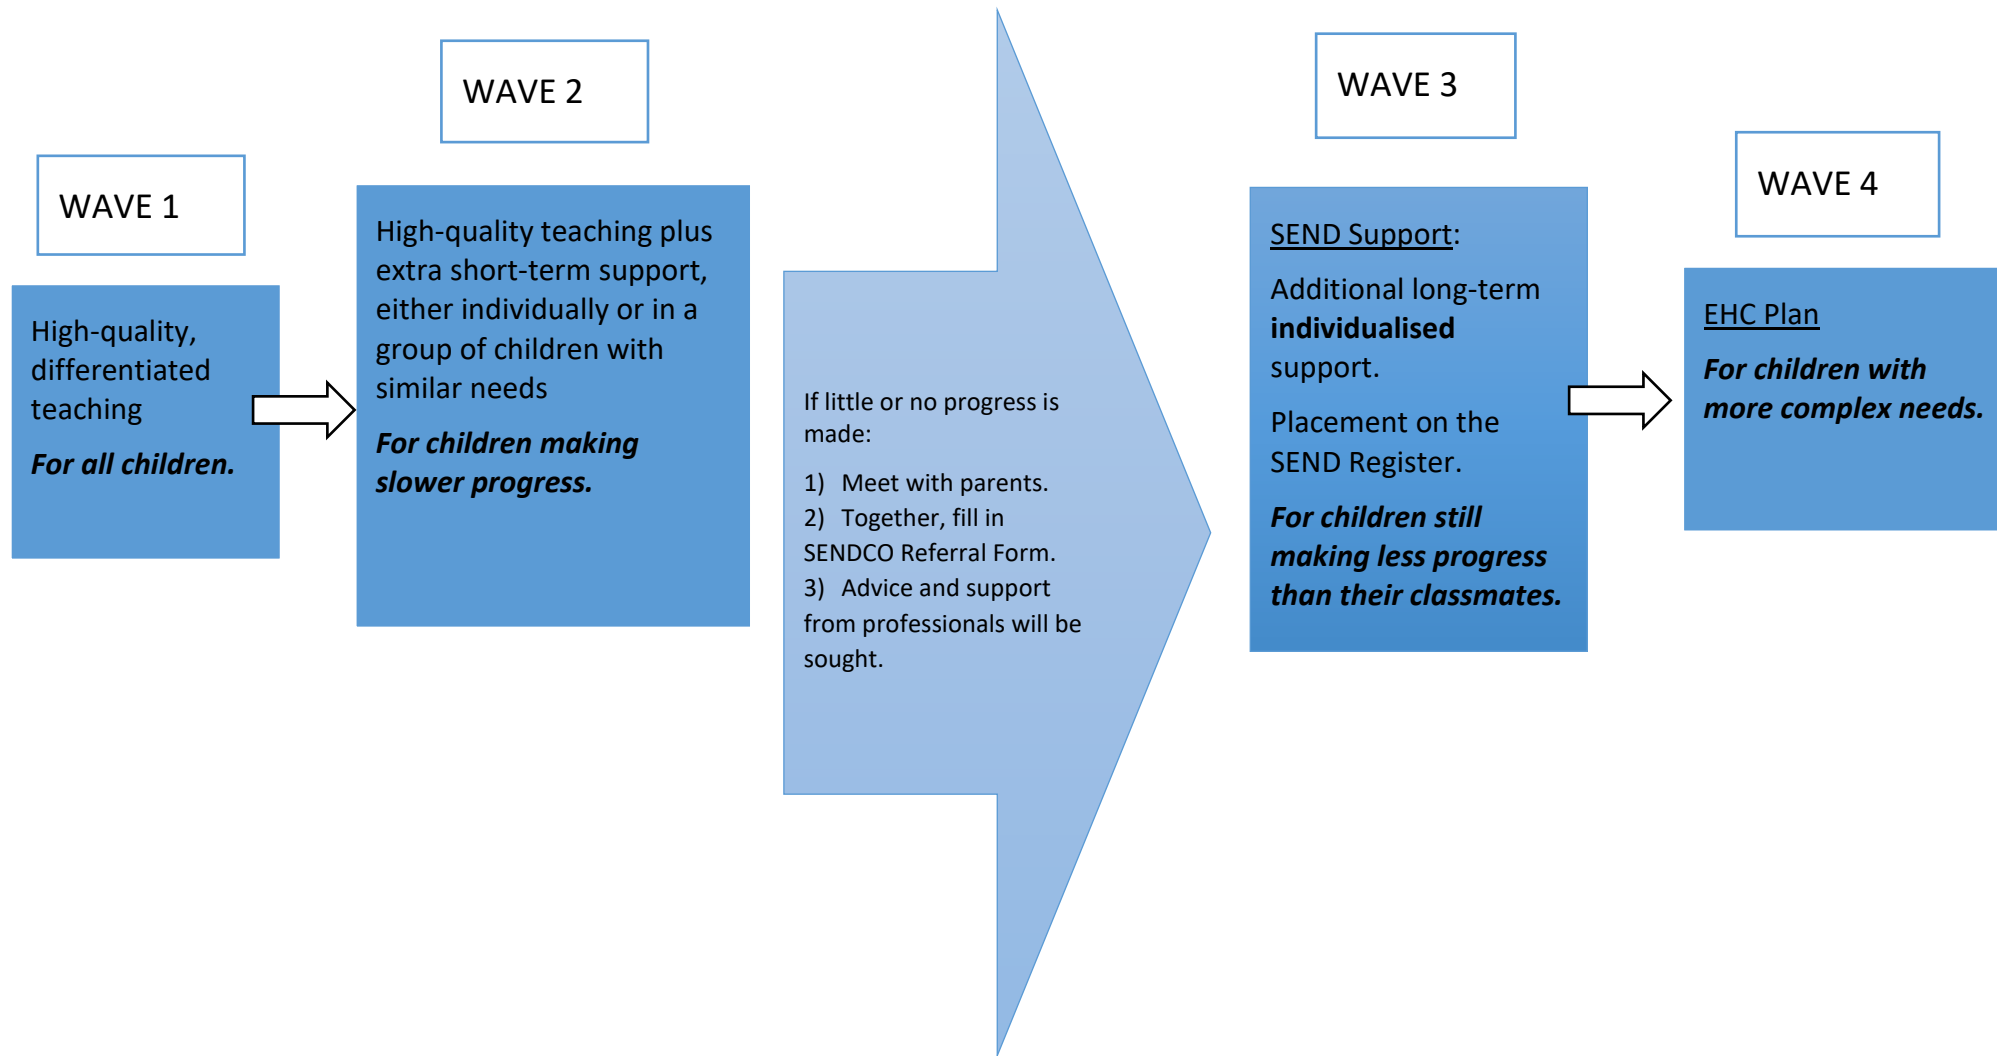 WAVE 1
High-quality,
differentiated
teaching
For all children.
WAVE 2
High-quality teaching plus
extra short-term support,
either individually or in a
group of children with
similar needs
For children making
slower progress.
If little or no progress is
made:
1) Meet with parents.
2) Together, fill in
SENDCO Referral Form.
3) Advice and support
from professionals will be
sought.
WAVE 3
SEND Support:
Additional long-term
individualised
support.
Placement on the
SEND Register.
For children still
making less progress
than their classmates.
WAVE 4
EHC Plan
For children with
more complex needs.